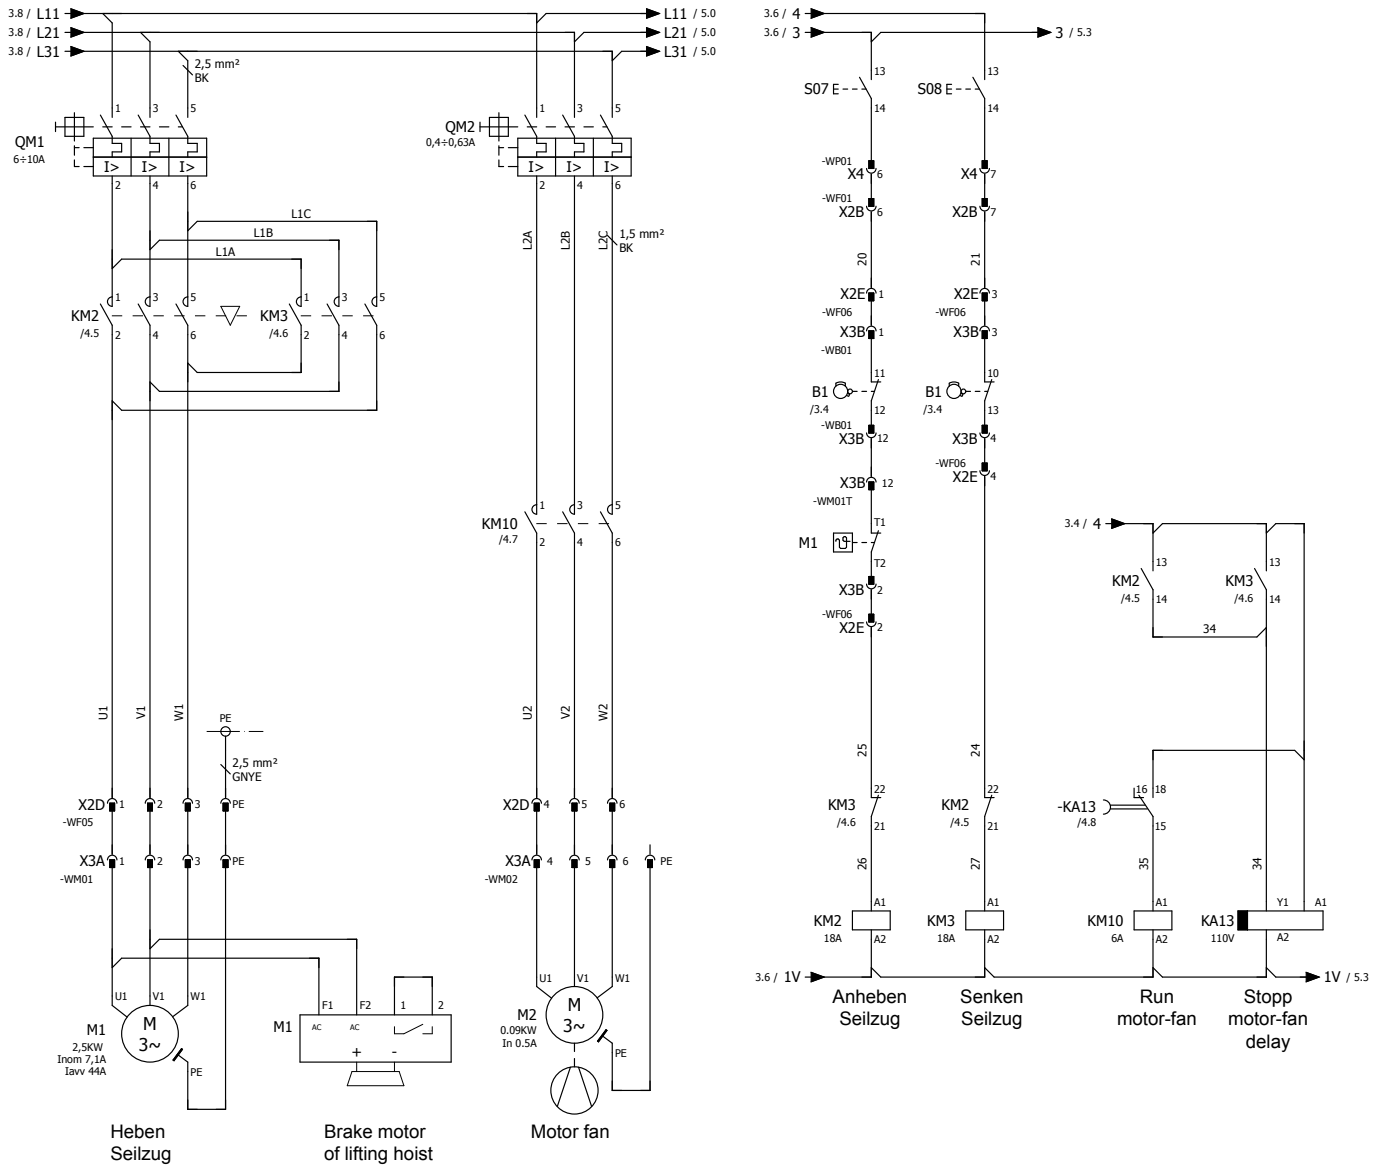 3.8 / L11
3.8 / L21
3.8 / L31
L11 / 5.0
L21 / 5.0
L31 / 5.0
3.6 / 4
3.6 / 3
3 / 5.3
2,5 mm²
BK
13
14
S07 E
13
14
S08 E
QM1
6÷10A
1 3 5
I> I> I>
2 4 6
QM2
0,4÷0,63A
1 3 5
I> I> I>
2 4 6
-WP01
X4 6
X4 7
-WF01
X2B 6
X2B 7
L1C
L1B
L1A
L2A
L2B
L2C
1,5 mm²
BK
20
21
X2E 1
-WF06
X2E 3
-WF06
KM2
/4.5
1 3 5
2 4 6
KM3
/4.6
1 3 5
2 4 6
X3B 1
-WB01
X3B 3
B1
/3.4
11
12
B1
/3.4
10
13
-WB01
X3B 12
X3B 4
-WF06
X2E 4
X3B 12
-WM01T
KM10
/4.7
1 3 5
2 4 6
M1
T1
T2
3.4 / 4
X3B 2
-WF06
X2E 2
KM2
/4.5
13
14
KM3
/4.6
13
14
34
U1
V1
W1
PE
2,5 mm²
GNYE
U2
V2
W2
25
24
X2D 1 2 3 PE
-WF05
X2D 4 5 6
KM3
/4.6
22
21
KM2
/4.5
22
21
-KA13
/4.8
16 18
15
X3A 1 2 3 PE
-WM01
X3A 4 5 6 PE
-WM02
26
27
35
34
KM2
18A
A1
A2
KM3
18A
A1
A2
KM10
6A
A1
A2
KA13
110V
Y1 A1
A2
3.6 / 1V
1V / 5.3
Anheben
Seilzug
Senken
Seilzug
Run
motor-fan
Stopp
motor-fan
delay
U1 V1 W1
M
3~
M1
2,5KW
Inom 7,1A
Iavv 44A
PE
M1
F1 F2 1 2
AC AC
+ -
U1 V1 W1
M
3~
M2
0.09KW
In 0.5A
PE
Heben
Seilzug
Brake motor
of lifting hoist
Motor fan